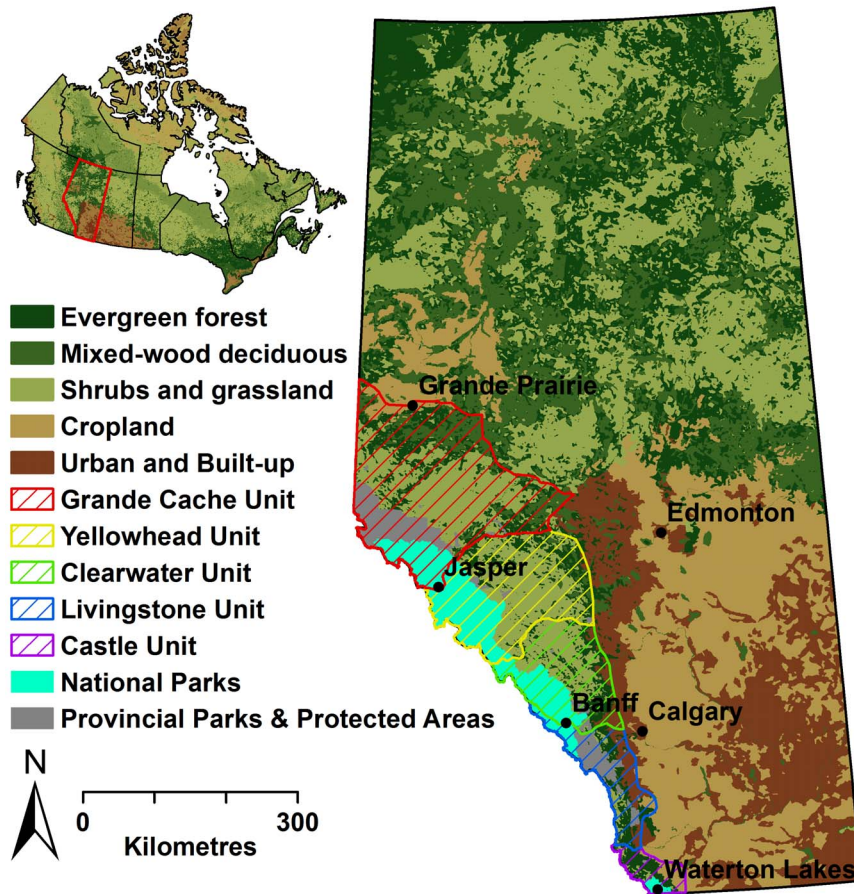 Evergreen forest
Mixed-wood deciduous
Shrubs and grassland
Cropland
Urban and Built-up
Grande Cache Unit
Yellowhead Unit
Clearwater Unit
Livingstone Unit
Castle Unit
National Parks
Provincial Parks & Protected Areas
N
0 300
Kilometres
Grande Prairie
Edmonton
Jasper
Banff
Calgary
Waterton Lakes